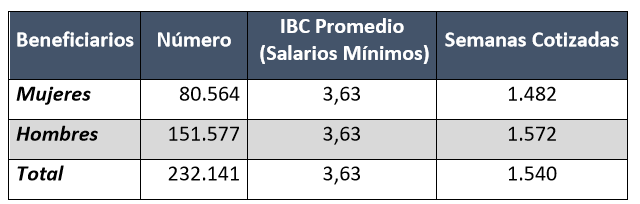 Beneficiarios Número IBC Promedio (Salarios Mínimos) Semanas Cotizadas
Mujeres 80.564 3,63 1.482
Hombres 151.577 3,63 1.572
Total 232.141 3,63 1.540